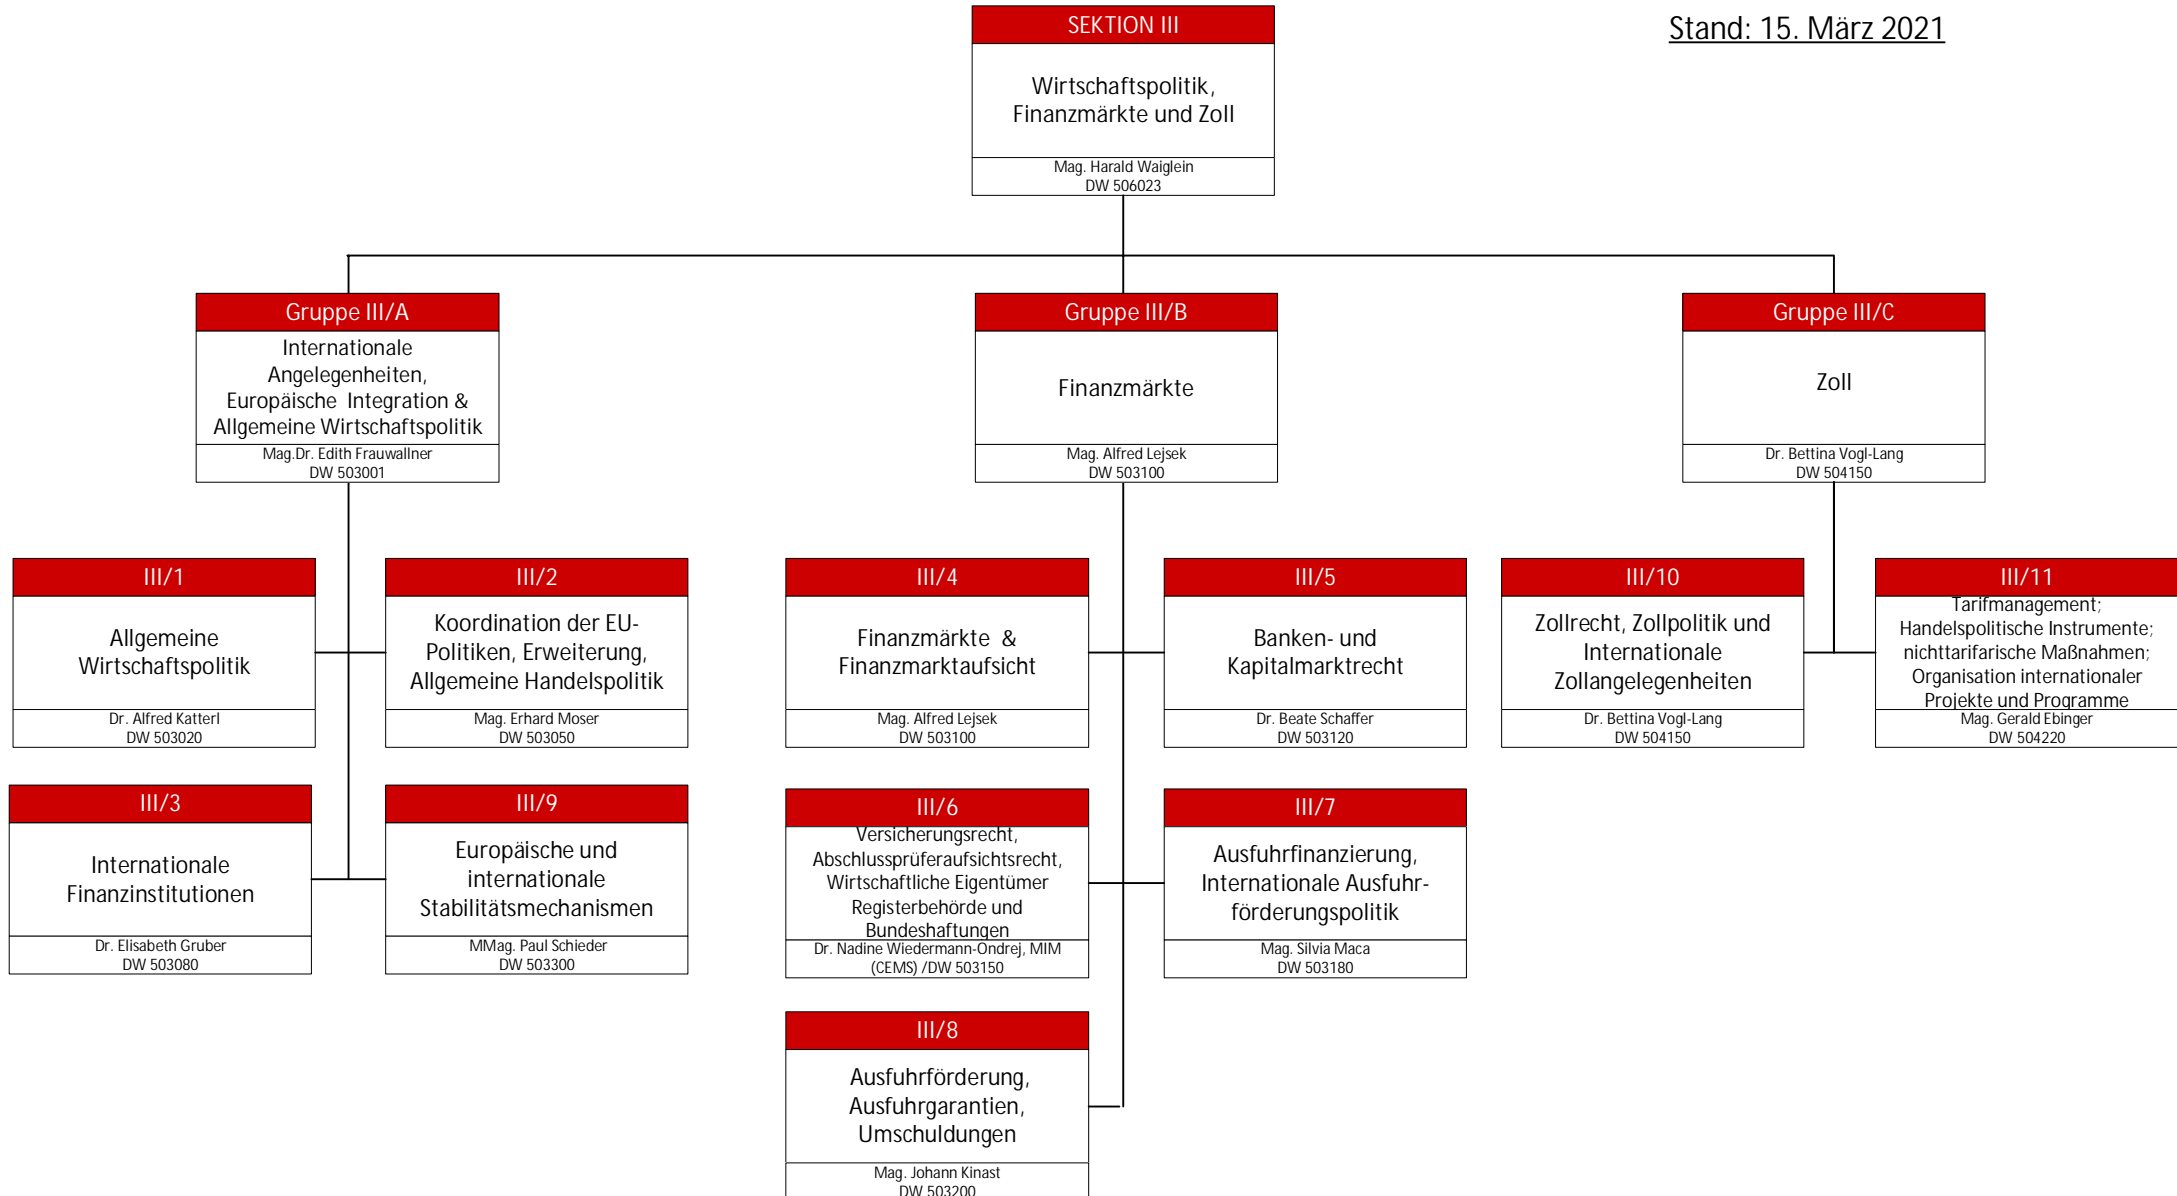 SEKTION III
Wirtschaftspolitik,
Finanzmärkte und Zoll
Mag. Harald Waiglein
DW 506023
Stand: 15. März 2021
Gruppe III/A
Internationale
Angelegenheiten,
Europäische Integration &
Allgemeine Wirtschaftspolitik
Mag.Dr. Edith Frauwallner
DW 503001
Gruppe III/B
Finanzmärkte
Mag. Alfred Lejsek
DW 503100
Gruppe III/C
Zoll
Dr. Bettina Vogl-Lang
DW 504150
III/1
Allgemeine
Wirtschaftspolitik
Dr. Alfred Katterl
DW 503020
III/2
Koordination der EU-
Politiken, Erweiterung,
Allgemeine Handelspolitik
Mag. Erhard Moser
DW 503050
III/4
Finanzmärkte &
Finanzmarktaufsicht
Mag. Alfred Lejsek
DW 503100
III/5
Banken- und
Kapitalmarktrecht
Dr. Beate Schaffer
DW 503120
III/10
Zollrecht, Zollpolitik und
Internationale
Zollangelegenheiten
Dr. Bettina Vogl-Lang
DW 504150
III/11
Tarifmanagement;
Handelspolitische Instrumente;
nichttarifarische Maßnahmen;
Organisation internationaler
Projekte und Programme
Mag. Gerald Ebinger
DW 504220
III/3
Internationale
Finanzinstitutionen
Dr. Elisabeth Gruber
DW 503080
III/9
Europäische und
internationale
Stabilitätsmechanismen
MMag. Paul Schieder
DW 503300
III/6
Versicherungsrecht,
Abschlussprüferaufsichtsrecht,
Wirtschaftliche Eigentümer
Registerbehörde und
Bundeshaftungen
Dr. Nadine Wiedermann-Ondrej, MIM
(CEMS) /DW 503150
III/7
Ausfuhrfinanzierung,
Internationale Ausfuhr-
förderungspolitik
Mag. Silvia Maca
DW 503180
III/8
Ausfuhrförderung,
Ausfuhrgarantien,
Umschuldungen
Mag. Johann Kinast
DW 503200